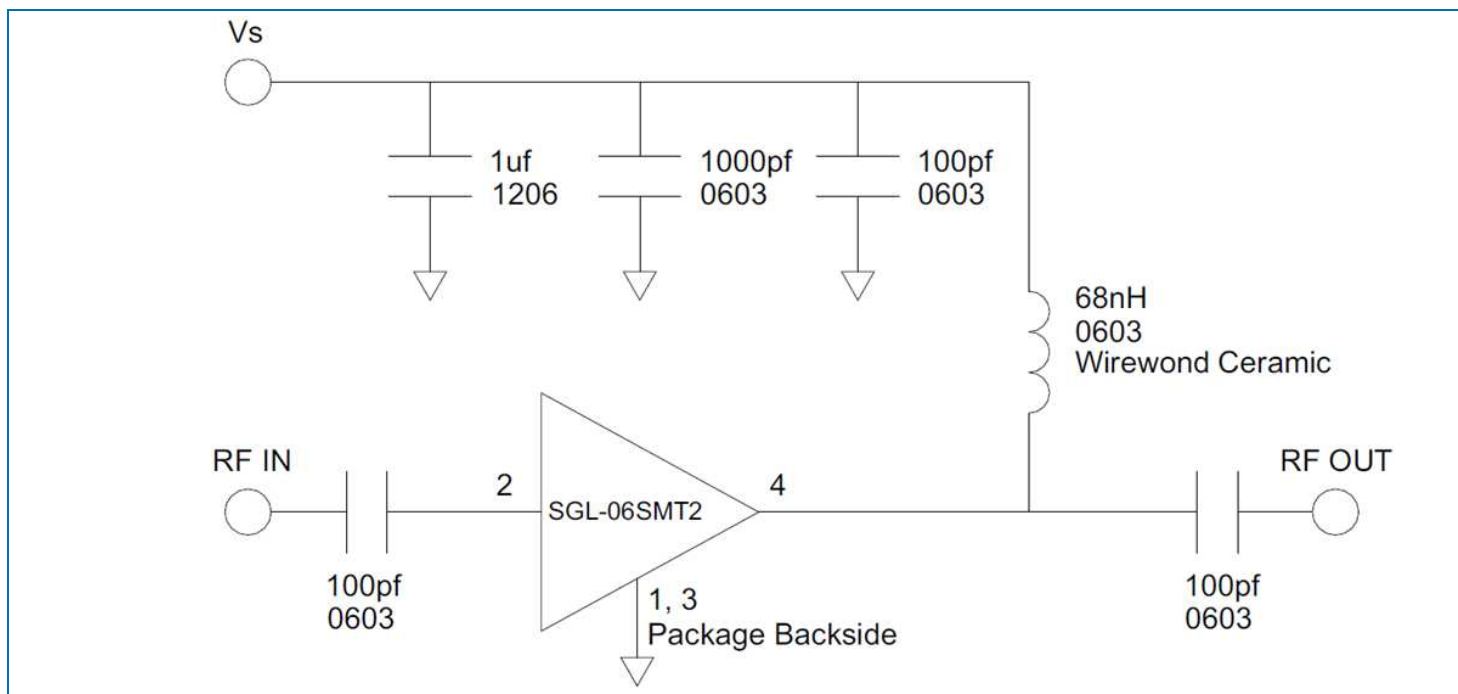 Vs
1uf
1206
1000pf
0603
100pf
0603
68nH
0603
Wirewond Ceramic
RF IN
2
SGL-06SMT2
4
RF OUT
100pf
0603
1, 3
Package Backside
100pf
0603